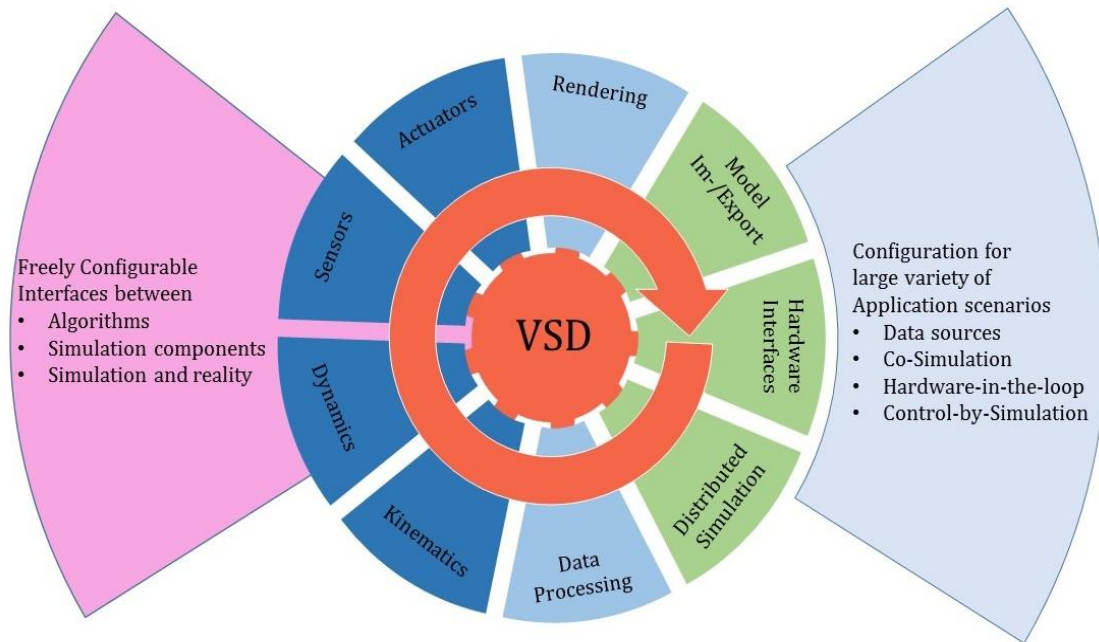 Freely Configurable
Interfaces between
• Algorithms
• Simulation components
• Simulation and reality
Actuators
Sensors
Dynamics
Kinematics
Rendering
Data
Processing
Model
Im-/Export
Hardware
Interfaces
Distributed
Simulation
VSD
Configuration for
large variety of
Application scenarios
• Data sources
• Co-Simulation
• Hardware-in-the-loop
• Control-by-Simulation